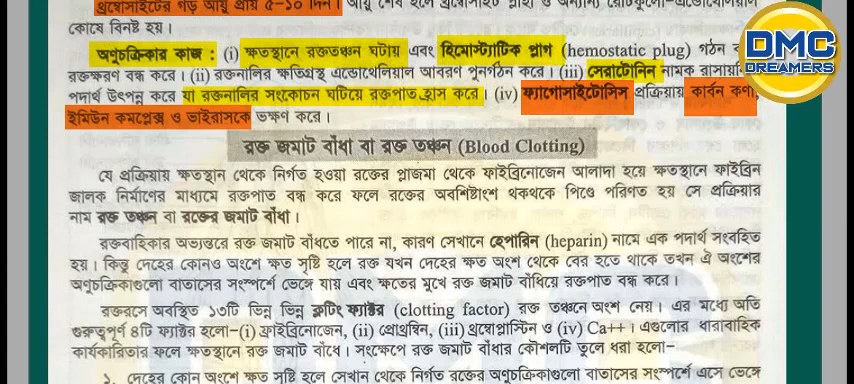 থ্রম্বোসাইটের গড় আয়ু প্রায় ৫-১০ দিন। আয়ু শেষ হলে থ্রম্বোসাইট প্লীহা ও অন্যান্য
কোষে বিনষ্ট হয়।
অণুচক্রিকার কাজ : (i) ক্ষতস্থানে রক্ততঞ্চন ঘটায় এবং হিমোস্ট্যাটিক প্লাগ (hemostatic plug) গঠন
রক্তক্ষরণ বন্ধ করে। (ii) রক্তনালির ক্ষতিগ্রস্থ এন্ডোথেলিয়াল আবরণ পুনর্গঠন করে। (iii) সেরাটোনিন নামক
পদার্থ উৎপন্ন করে যা রক্তনালির সংকোচন ঘটিয়ে রক্তপাত হ্রাস করে। (iv) ফ্যাগোসাইটোসিস প্রক্রিয়ায় কার্বন কণা,
ইমিউন কমপ্লেক্স ও ভাইরাসকে ভক্ষণ করে।
DMC
DREAMERS
রক্ত জমাট বাঁধা বা রক্ত তঞ্চন (Blood Clotting)
যে প্রক্রিয়ায় ক্ষতস্থান থেকে নির্গত হওয়া রক্তের প্লাজমা থেকে ফাইব্রিনোজেন আলাদা হয়ে ক্ষতস্থানে ফাইব্রিন
জালক নির্মাণের মাধ্যমে রক্তপাত বন্ধ করে ফলে রক্তের অবশিষ্টাংশ থকথকে পিণ্ডে পরিণত হয় সে প্রক্রিয়ার
নাম রক্ত তঞ্চন বা রক্তের জমাট বাঁধা।
রক্তবাহিকার অভ্যন্তরে রক্ত জমাট বাঁধতে পারে না, কারণ সেখানে হেপারিন (heparin) নামে এক পদার্থ সংবহিত
হয়। কিন্তু দেহের কোনও অংশে ক্ষত সৃষ্টি হলে রক্ত যখন দেহের ক্ষত অংশ থেকে বের হতে থাকে তখন ঐ অংশের
অণুচক্রিকাগুলো বাতাসের সংস্পর্শে ভেঙ্গে যায় এবং ক্ষতের মুখে রক্ত জমাট বাঁধিয়ে রক্তপাত বন্ধ করে।
রক্তরসে অবস্থিত ১৩টি ভিন্ন ভিন্ন ক্লটিং ফ্যাক্টর (clotting factor) রক্ত তঞ্চনে অংশ নেয়। এর মধ্যে অতি
গুরুত্বপূর্ণ ৪টি ফ্যাক্টর হলো-(i) ফাইব্রিনোজেন, (ii) প্রোথ্রম্বিন, (iii) থ্রম্বোপ্লাস্টিন ও (iv) Ca++। এগুলোর ধারাবাহিক
কার্যকারিতার ফলে ক্ষতস্থানে রক্ত জমাট বাঁধে। সংক্ষেপে রক্ত জমাট বাঁধার কৌশলটি তুলে ধরা হলো-
১. দেহের কোন অংশে ক্ষত সৃষ্টি হলে সেখান থেকে নির্গত রক্তের অণুচক্রিকাগুলো বাতাসের সংস্পর্শে এসে ভেঙ্গে